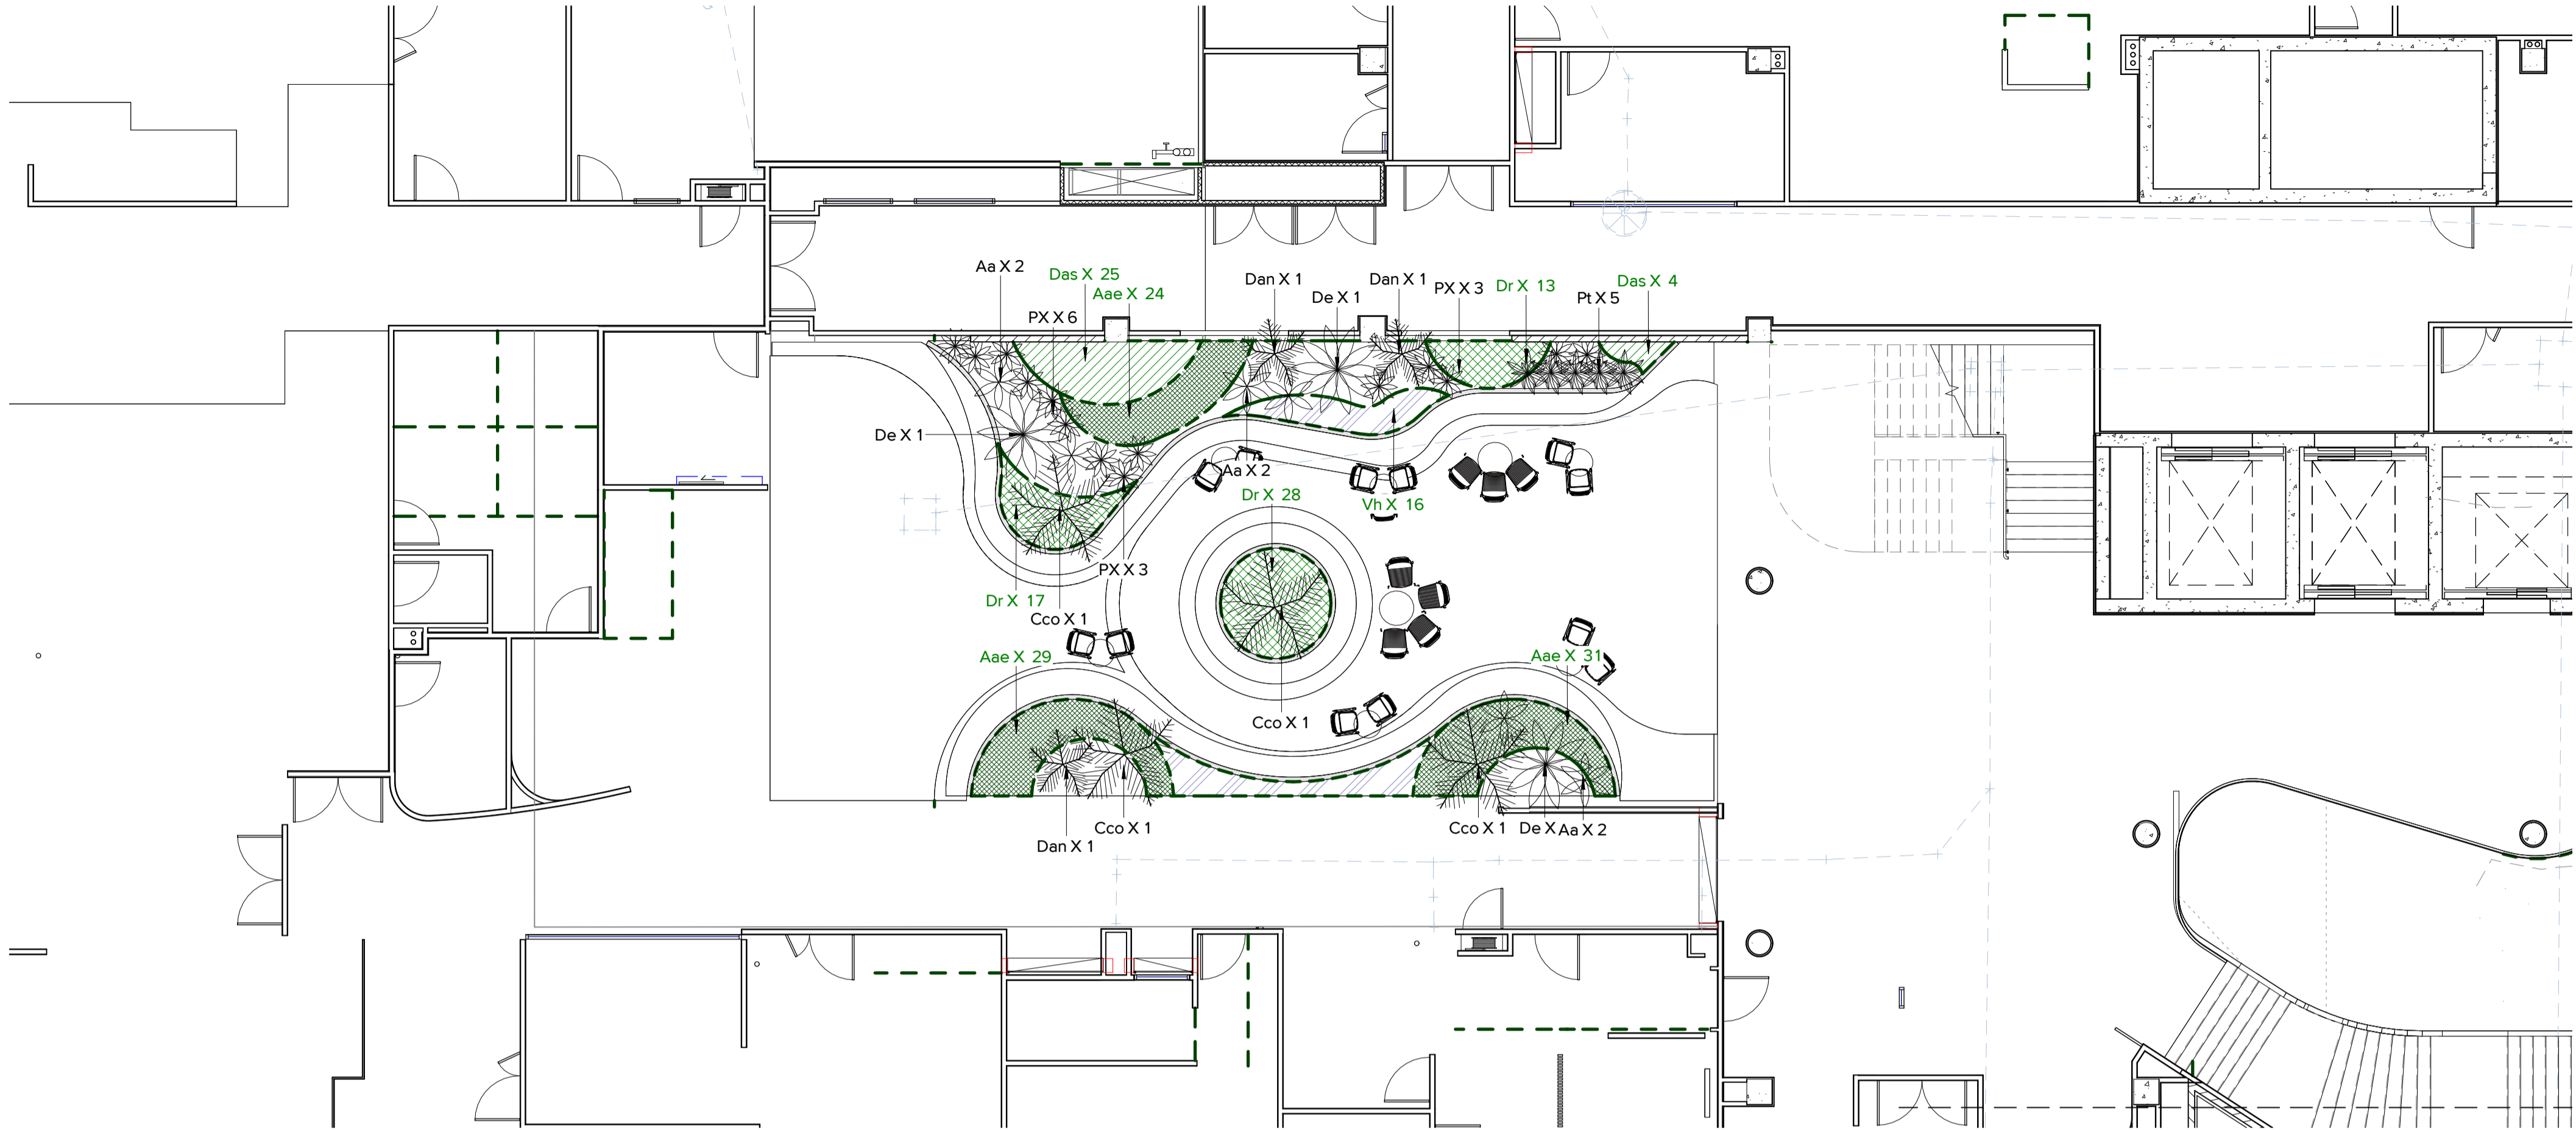 Aa X 2
Das X 25
Aae X 24
PX X 6
Dan X 1
De X 1
Dan X 1
PX X 3
Dr X 13
Pt X 5
Das X 4
De X 1
Aa X 2
Dr X 28
Vh X 16
PX X 3
Dr X 17
Cco X 1
Aae X 29
Aae X 31
Cco X 1
Cco X 1
Dan X 1
Cco X 1
De X
Aa X 2